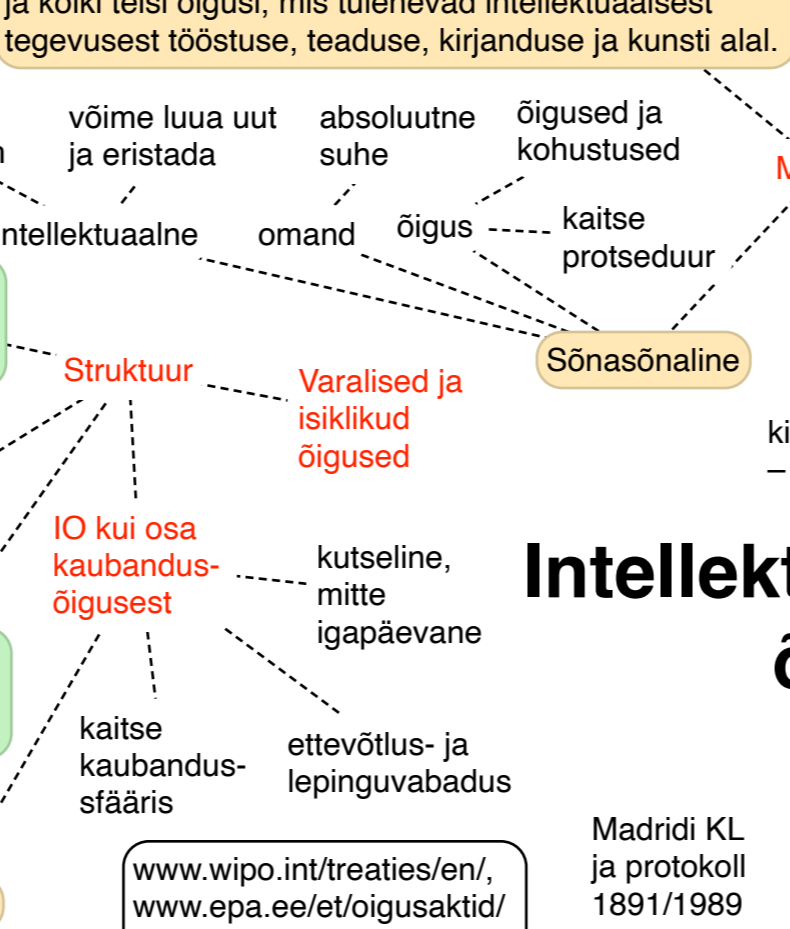 ja kõiki teisi õigusi, mis tulenevad intellektuaalsest
tegevusest tööstuse, teaduse, kirjanduse ja kunsti alal.
võime luua uut
ja eristada
absoluutne
suhe
õigused ja
kohustused
ntellektuaalne
omand
õigus
kaitse
protseduur
M
Sõnasõnaline
Struktuur
Varalised ja
isiklikud
õigused
ki
–
IO kui osa
kaubandus-
õigusest
kutseline,
mitte
igapäevane
Intellekt
õ
kaitse
kaubandus-
sfääris
ettevõtlus- ja
lepinguvabadus
Madridi KL
ja protokoll
1891/1989
www.wipo.int/treaties/en/,
www.epa.ee/et/oigusaktid/